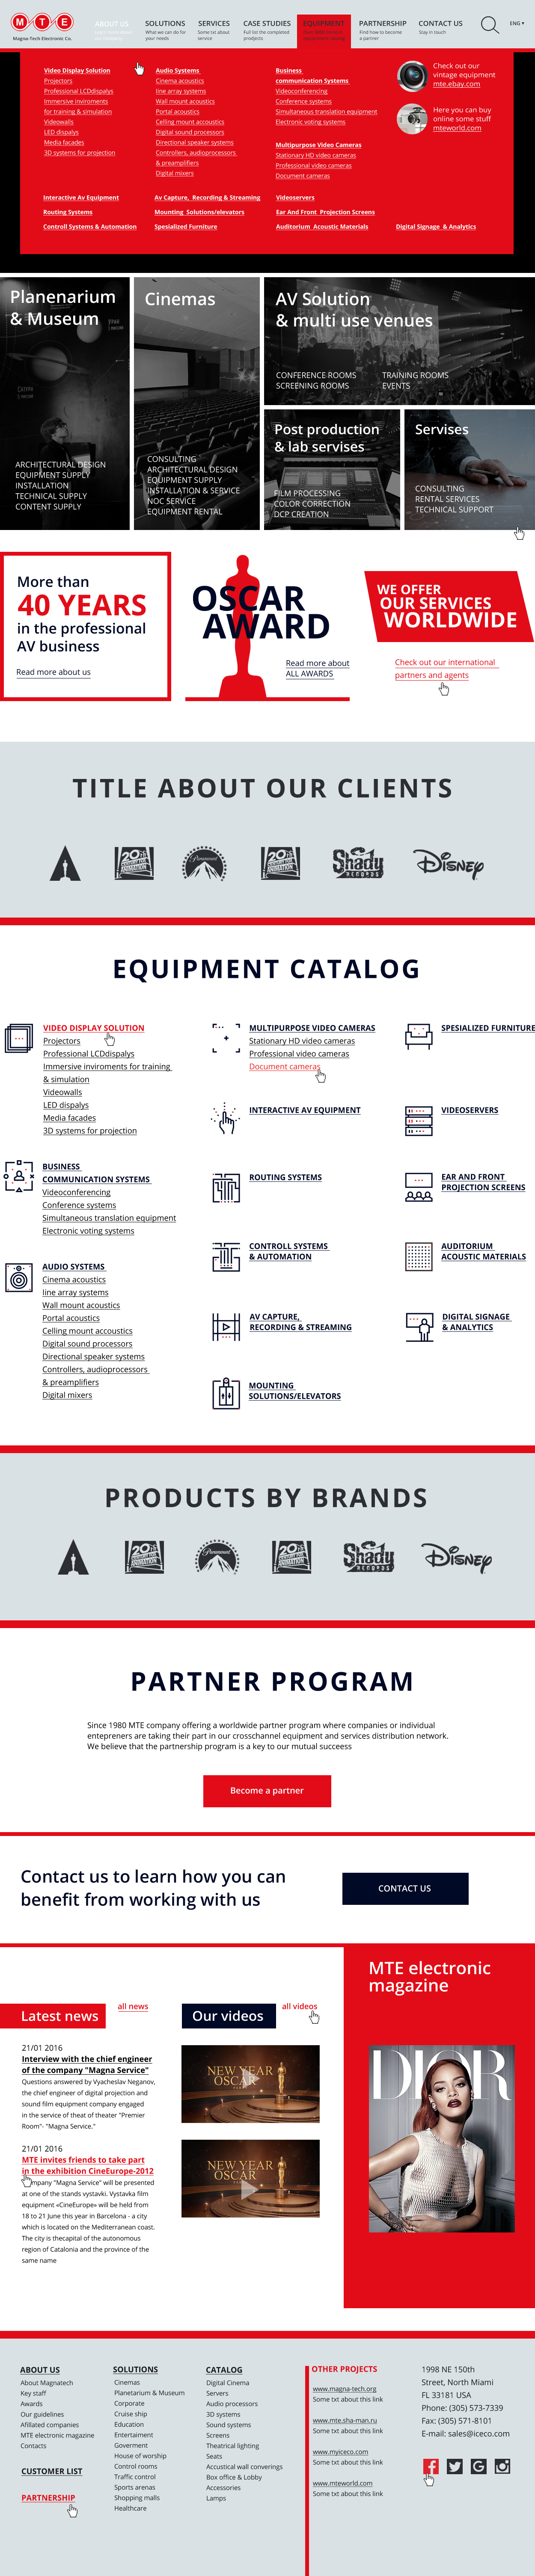 M T E
Magna-Tech Electronic Co.
ABOUT US
SOLUTIONS
What we can do for
your needs
SERVICES
Some txt about
service
CASE STUDIES
Full list the completed
prodjects
EQUIPMENT
PARTNERSHIP
Find how to become
a partner
CONTACT US
Stay in touch
ENG
Video Display Solution
Projectors
Professional LCDdispalys
Immersive inviroments
for training & simulation
Videowalls
LED dispalys
Media facades
3D systems for projection
Audio Systems
Cinema acoustics
line array systems
Wall mount acoustics
Portal acoustics
Celling mount accoustics
Digital sound processors
Directional speaker systems
Controllers, audioprocessors
& preamplifiers
Digital mixers
Business
communication Systems
Videoconferencing
Conference systems
Simultaneous translation equipment
Electronic voting systems
Multipurpose Video Cameras
Stationary HD video cameras
Professional video cameras
Document cameras
Check out our
vintage equipment
mte.ebay.com
Here you can buy
online some stuff
mteworld.com
Interactive Av Equipment
Av Capture, Recording & Streaming
Videoservers
Routing Systems
Mounting Solutions/elevators
Ear And Front Projection Screens
Controll Systems & Automation
Spesialized Furniture
Auditorium Acoustic Materials
Digital Signage & Analytics
Planenarium
& Museum
ARCHITECTURAL DESIGN
EQUIPMENT SUPPLY
INSTALLATION
TECHNICAL SUPPLY
CONTENT SUPPLY
Cinemas
CONSULTING
ARCHITECTURAL DESIGN
EQUIPMENT SUPPLY
INSTALLATION & SERVICE
NOC SERVICE
EQUIPMENT RENTAL
AV Solution
& multi use venues
CONFERENCE ROOMS
SCREENING ROOMS
TRAINING ROOMS
EVENTS
Post production
& lab servises
FILM PROCESSING
COLOR CORRECTION
DCP CREATION
Servises
CONSULTING
RENTAL SERVICES
TECHNICAL SUPPORT
More than
40 YEARS
in the professional
AV business
Read more about us
OSCAR
AWARD
Read more about
ALL AWARDS
WE OFFER
OUR SERVICES
WORLDWIDE
Check out our international
partners and agents
TITLE ABOUT OUR CLIENTS
20th
Paramount
20th
Shady
RECORDS
Disney
EQUIPMENT CATALOG
VIDEO DISPLAY SOLUTION
Projectors
Professional LCDdispalys
Immersive inviroments for training
& simulation
Videowalls
LED dispalys
Media facades
3D systems for projection
BUSINESS
COMMUNICATION SYSTEMS
Videoconferencing
Conference systems
Simultaneous translation equipment
Electronic voting systems
AUDIO SYSTEMS
Cinema acoustics
line array systems
Wall mount acoustics
Portal acoustics
Celling mount accoustics
Digital sound processors
Directional speaker systems
Controllers, audioprocessors
& preamplifiers
Digital mixers
MULTIPURPOSE VIDEO CAMERAS
Stationary HD video cameras
Professional video cameras
Document cameras
INTERACTIVE AV EQUIPMENT
ROUTING SYSTEMS
CONTROLL SYSTEMS
& AUTOMATION
AV CAPTURE,
RECORDING & STREAMING
MOUNTING
SOLUTIONS/ELEVATORS
SPESIALIZED FURNITURE
VIDEOSERVERS
EAR AND FRONT
PROJECTION SCREENS
AUDITORIUM
ACOUSTIC MATERIALS
DIGITAL SIGNAGE
& ANALYTICS
PRODUCTS BY BRANDS
20th
Paramount
20th
Shady
RECORDS
Disney
PARTNER PROGRAM
Since 1980 MTE company offering a worldwide partner program where companies or individual
entepreners are taking their part in our crosschannel equipment and services distribution network.
We believe that the partnership program is a key to our mutual succeess
Become a partner
Contact us to learn how you can
benefit from working with us
CONTACT US
Latest news
all news
21/01 2016
Interview with the chief engineer
of the company "Magna Service"
Questions answered by Vyacheslav Neganov,
the chief engineer of digital projection and
sound film equipment company engaged
in the service of theat of theater "Premier
Room"- "Magna Service."
21/01 2016
MTE invites friends to take part
in the exhibition CineEurope-2012
mpany "Magna Service" will be presented
at one of the stands vystavki. Vystavka film
equipment «CineEurope» will be held from
18 to 21 June this year in Barcelona - a city
which is located on the Mediterranean coast.
The city is thecapital of the autonomous
region of Catalonia and the province of the
same name
Our videos
all videos
NEW YEAR
OSCAR
NEW YEAR
OSCAR
MTE electronic
magazine
DIOR
ABOUT US
About Magnatech
Key staff
Awards
Our guidelines
Afillated companies
MTE electronic magazine
Contacts
CUSTOMER LIST
PARTNERSHIP
SOLUTIONS
Cinemas
Planetarium & Museum
Corporate
Cruise ship
Education
Entertaiment
Goverment
House of worship
Control rooms
Traffic control
Sports arenas
Shopping malls
Healthcare
CATALOG
Digital Cinema
Servers
Audio processors
3D systems
Sound systems
Screens
Theatrical lighting
Seats
Accustical wall converings
Box office & Lobby
Accessories
Lamps
OTHER PROJECTS
www.magna-tech.org
Some txt about this link
www.mte.sha-man.ru
Some txt about this link
www.myiceco.com
Some txt about this link
www.mteworld.com
Some txt about this link
1998 NE 150th
Street, North Miami
FL 33181 USA
Phone: (305) 573-7339
Fax: (305) 571-8101
E-mail: sales@iceco.com